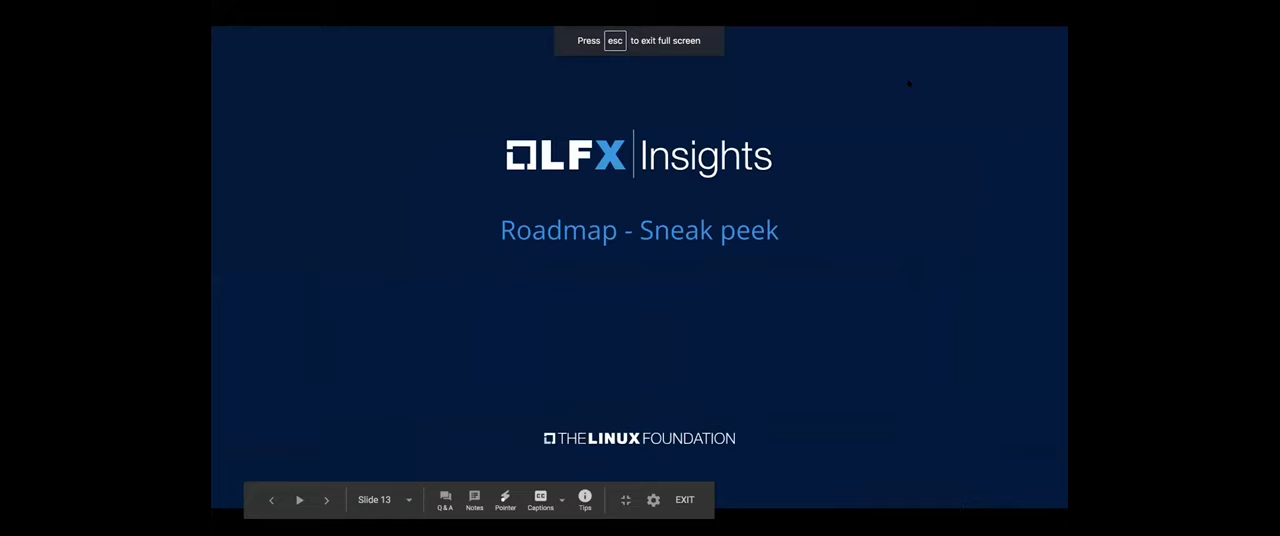 Press esc to exit full screen
LFX Insights
Roadmap - Sneak peek
THE LINUX FOUNDATION
Slide 13
Q & A
Notes
Pointer
CC
Captions
Tips
EXIT